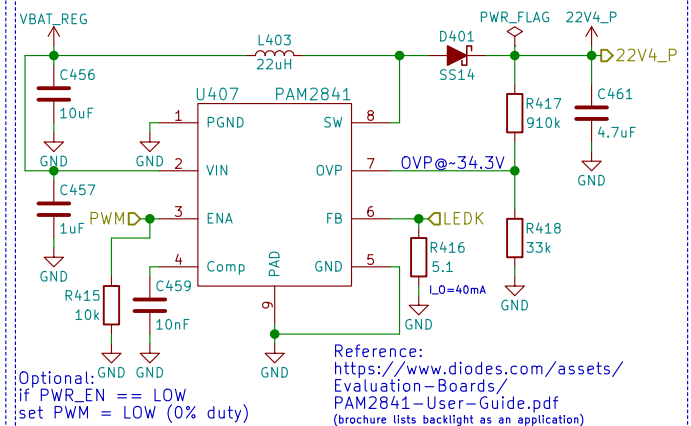 VBAT_REG
PWR_FLAG
22V4_P
L403
22uH
D401
SS14
22V4_P
C456
10uF
GND
U407
PAM2841
R417
910k
C461
4.7uF
GND
1
PGND
GND
SW
8
2
VIN
OVP
7
OVP@~34.3V
C457
1uF
GND
PWM
3
ENA
FB
6
LEDK
R418
33k
GND
4
Comp
GND
5
R416
5.1
I_O=40mA
GND
PAD
9
R415
10k
GND
C459
10nF
GND
GND
Optional:
if PWR_EN == LOW
set PWM = LOW (0% duty)
Reference:
https://www.diodes.com/assets/
Evaluation-Boards/
PAM2841-User-Guide.pdf
(brochure lists backlight as an application)